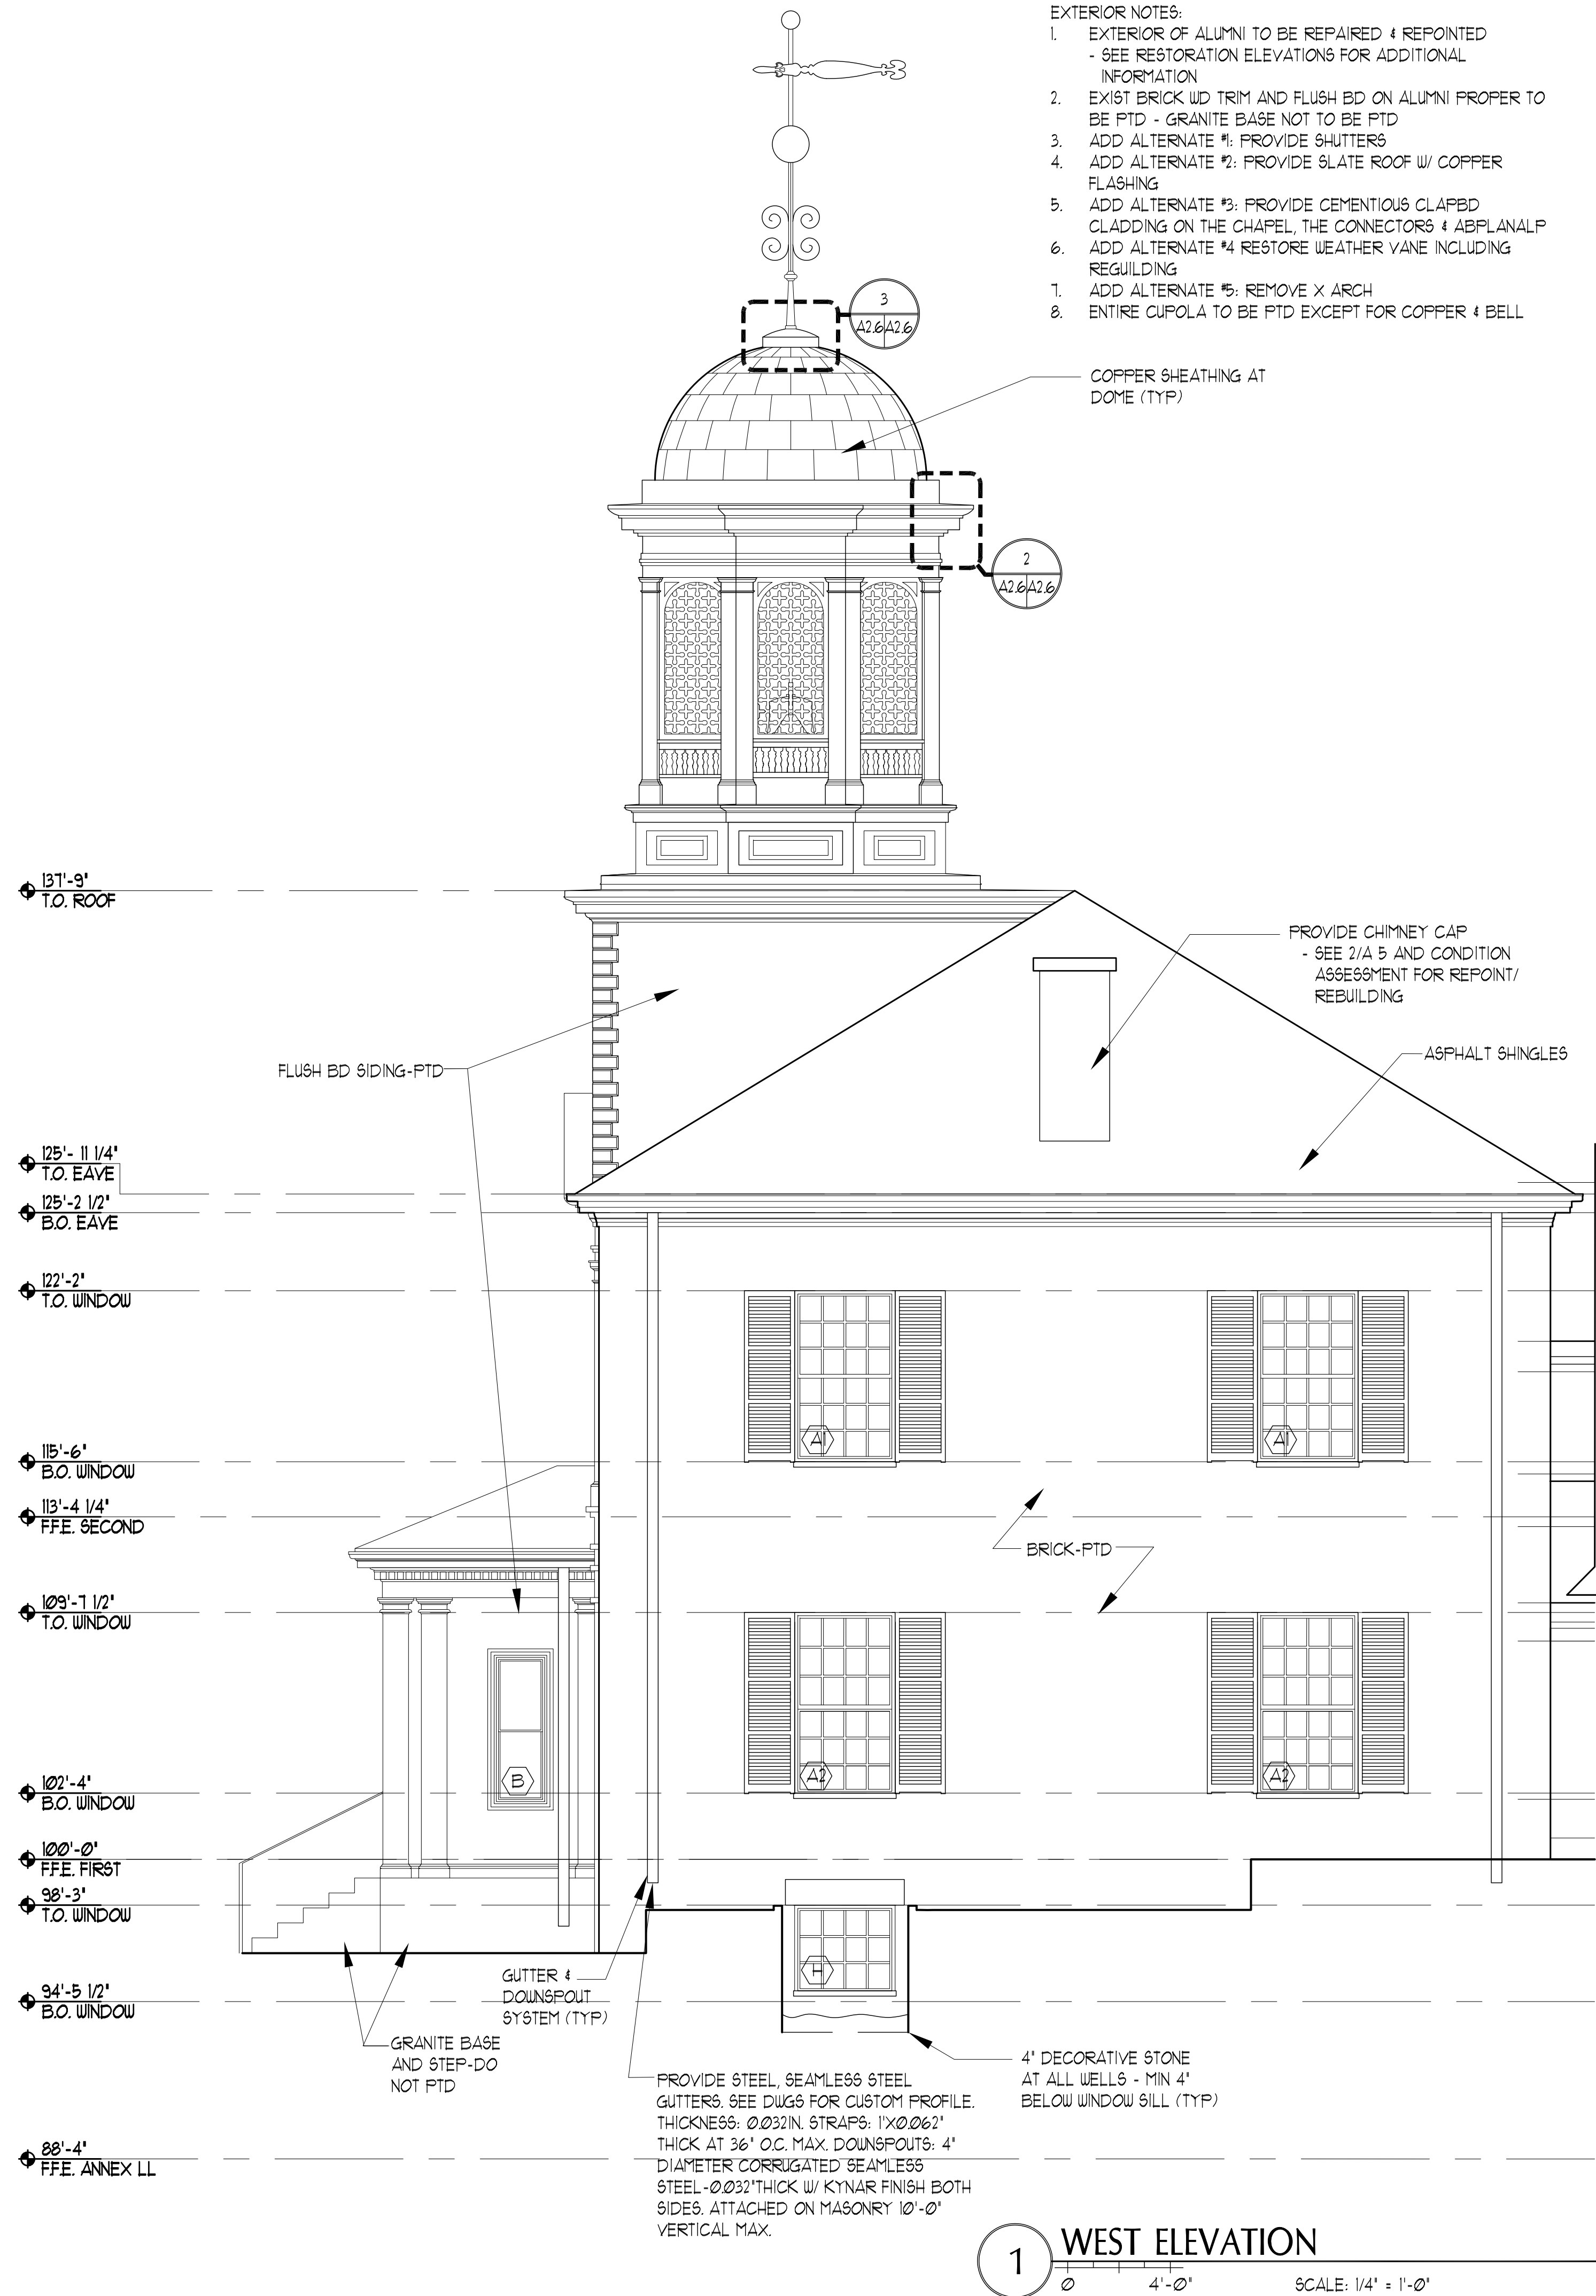 EXTERIOR NOTES:
1. EXTERIOR OF ALUMNI TO BE REPAIRED & REPOINTED
- SEE RESTORATION ELEVATIONS FOR ADDITIONAL
INFORMATION
2. EXIST BRICK WD TRIM AND FLUSH BD ON ALUMNI PROPER TO
BE PTD - GRANITE BASE NOT TO BE PTD
3. ADD ALTERNATE #1: PROVIDE SHUTTERS
4. ADD ALTERNATE #2: PROVIDE SLATE ROOF W/ COPPER
FLASHING
5. ADD ALTERNATE #3: PROVIDE CEMENTIOUS CLAPBD
CLADDING ON THE CHAPEL, THE CONNECTORS & ABPLANALP
6. ADD ALTERNATE #4 RESTORE WEATHER VANE INCLUDING
REGUILDING
7. ADD ALTERNATE #5: REMOVE X ARCH
8. ENTIRE CUPOLA TO BE PTD EXCEPT FOR COPPER & BELL
3
A2.6 A2.6
COPPER SHEATHING AT
DOME (TYP)
2
A2.6 A2.6
137'-9"
T.O. ROOF
PROVIDE CHIMNEY CAP
- SEE 2/A 5 AND CONDITION
ASSESSMENT FOR REPOINT/
REBUILDING
ASPHALT SHINGLES
FLUSH BD SIDING-PTD
125'- 11 1/4"
T.O. EAVE
125'-2 1/2"
B.O. EAVE
122'-2"
T.O. WINDOW
A1
A1
115'-6"
B.O. WINDOW
113'-4 1/4"
F.F.E. SECOND
BRICK-PTD
109'-7 1/2"
T.O. WINDOW
B
A2
A2
102'-4"
B.O. WINDOW
100'-0"
F.F.E. FIRST
98'-3"
T.O. WINDOW
H
GUTTER &
DOWNSPOUT
SYSTEM (TYP)
94'-5 1/2"
B.O. WINDOW
GRANITE BASE
AND STEP-DO
NOT PTD
4" DECORATIVE STONE
AT ALL WELLS - MIN 4"
BELOW WINDOW SILL (TYP)
PROVIDE STEEL, SEAMLESS STEEL
GUTTERS. SEE DWGS FOR CUSTOM PROFILE.
THICKNESS: 0.032IN. STRAPS: 1"X0.062"
THICK AT 36" O.C. MAX. DOWNSPOUTS: 4"
DIAMETER CORRUGATED SEAMLESS
STEEL-0.032"THICK W/ KYNAR FINISH BOTH
SIDES. ATTACHED ON MASONRY 10'-0"
VERTICAL MAX.
88'-4"
F.F.E. ANNEX LL
1
WEST ELEVATION
0 4'-0" SCALE: 1/4" = 1'-0"